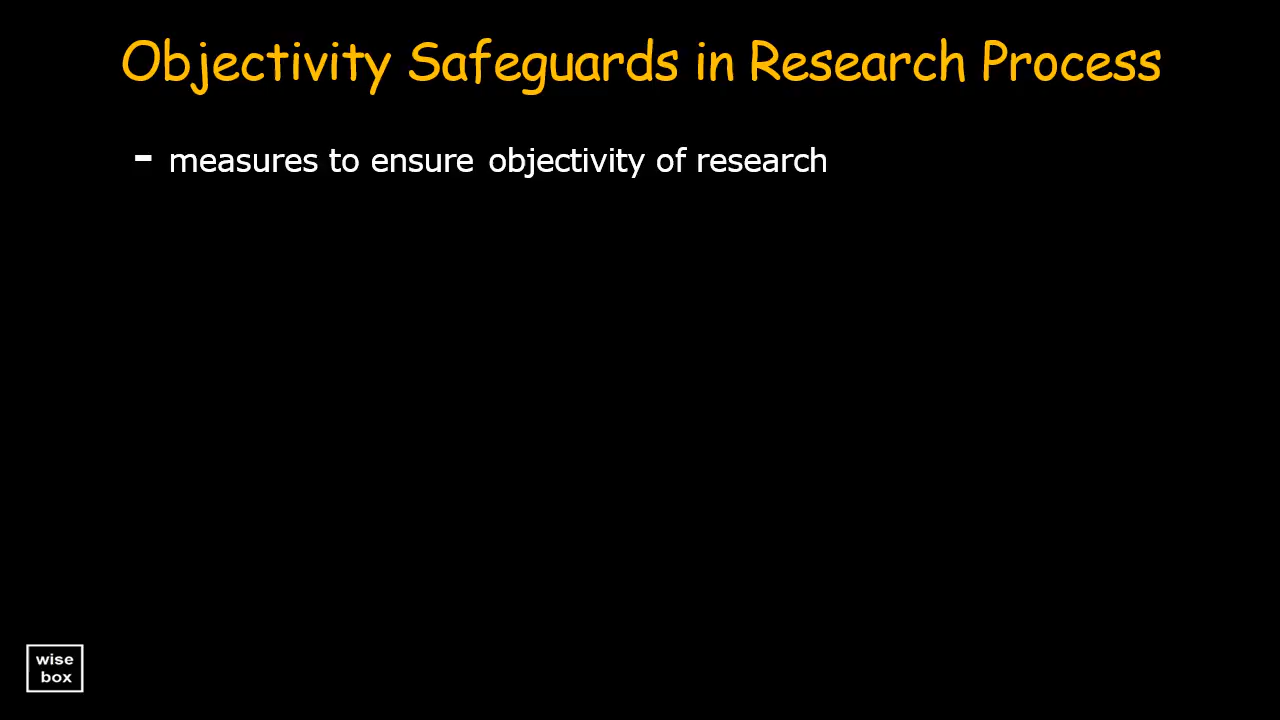 Objectivity Safeguards in Research Process
- measures to ensure objectivity of research
wise
box